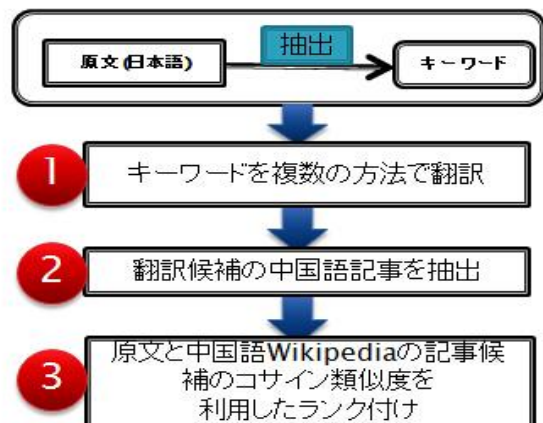 抽出
原文(日本語)
キーワード
1
キーワードを複数の方法で翻訳
2
翻訳候補の中国語記事を抽出
3
原文と中国語Wikipediaの記事候
補のコサイン類似度を
利用したランク付け